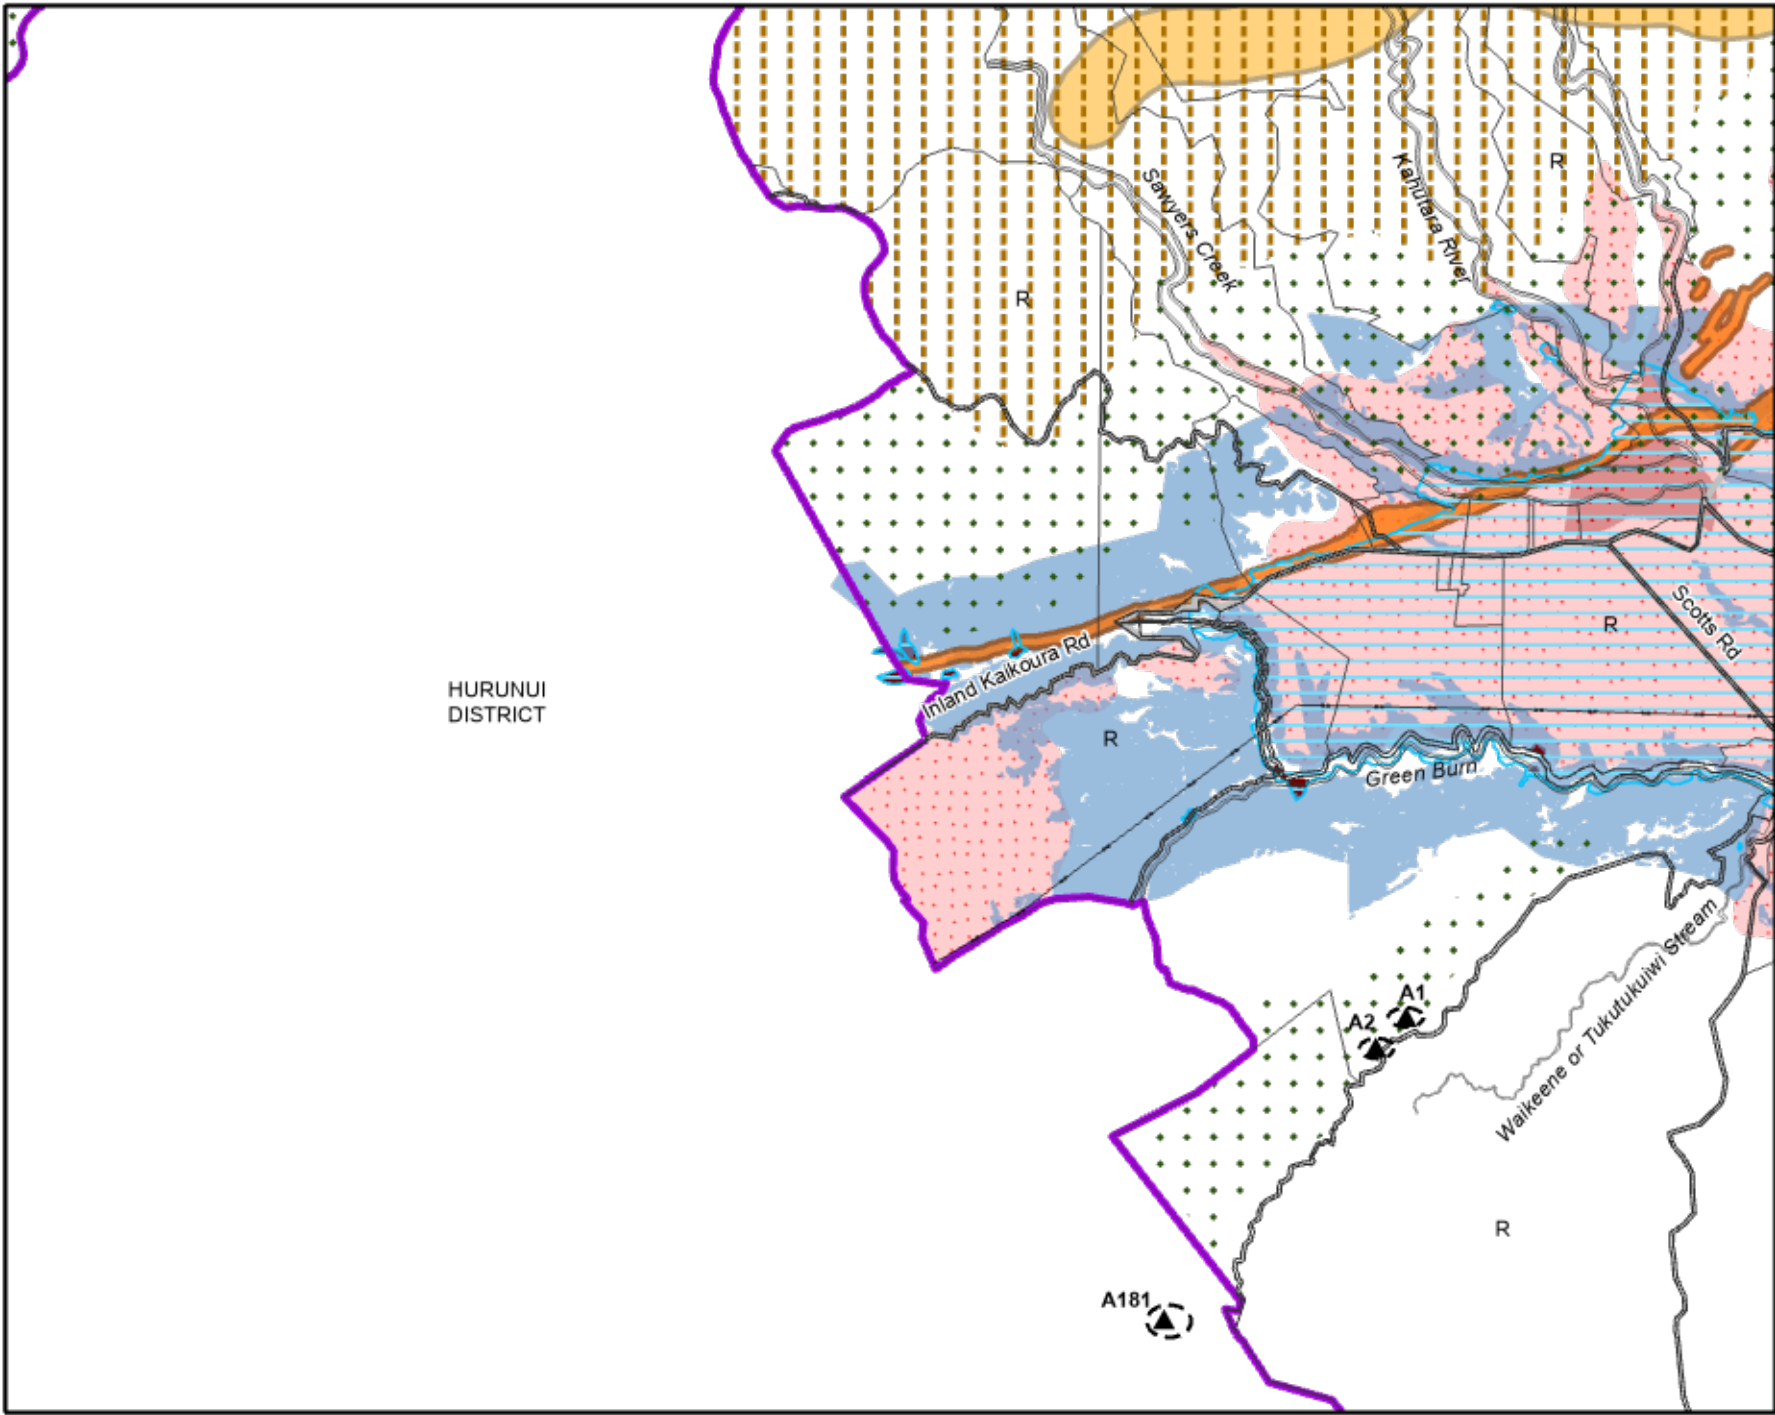 R
Sawyers Creek
Kahutara River
R
R
Scotts Rd
Inland Kaikoura Rd
HURUNUI
DISTRICT
R
Green Burn
A1
A2
Waikeene or Tukutukuiwi Stream
R
A181